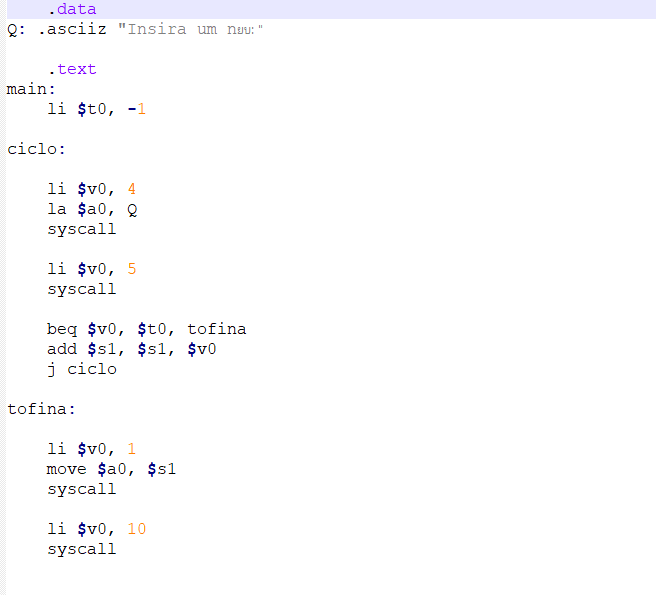 .data
Q: .asciiz "Insira um
.text
main:
li $t0, -1
ciclo:
li $v0, 4
la $a0, Q
syscall
li $v0, 5
syscall
beq $v0, $t0, tofina
add $s1, $s1, $v0
j ciclo
tofina:
li $v0, 1
move $a0, $s1
syscall
li $v0, 10
syscall